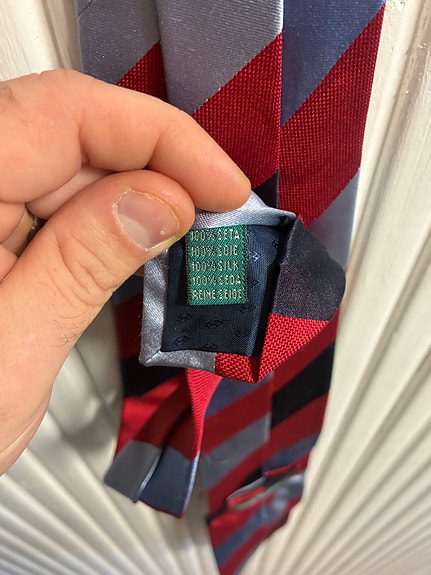 100% SETA
100% SOIE
100% SILK
100% SEDA
REINE SEIDE